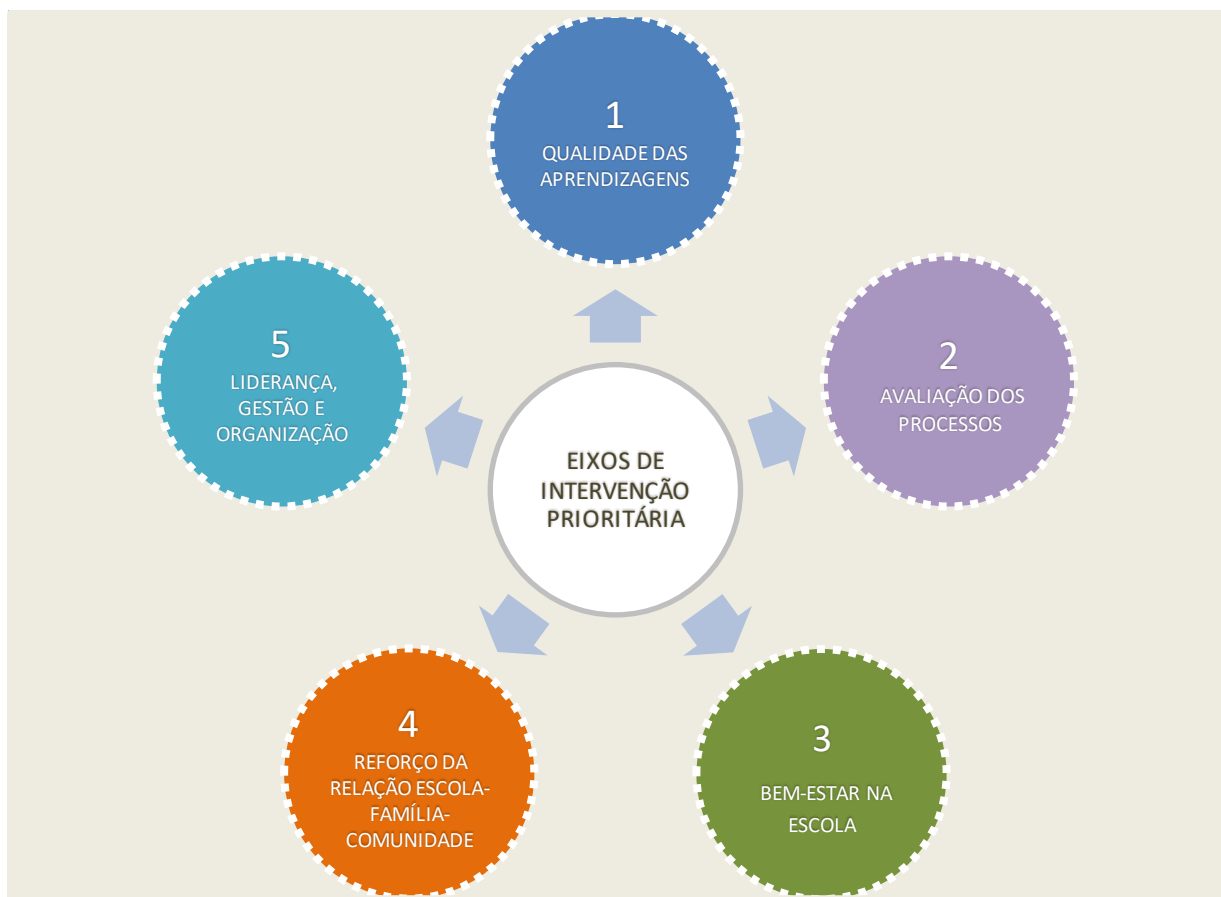 1
QUALIDADE DAS
APRENDIZAGENS
2
AVALIAÇÃO DOS
PROCESSOS
3
BEM-ESTAR NA
ESCOLA
4
REFORÇO DA
RELAÇÃO ESCOLA-
FAMÍLIA-
COMUNIDADE
5
LIDERANÇA,
GESTÃO E
ORGANIZAÇÃO
EIXOS DE
INTERVENÇÃO
PRIORITÁRIA